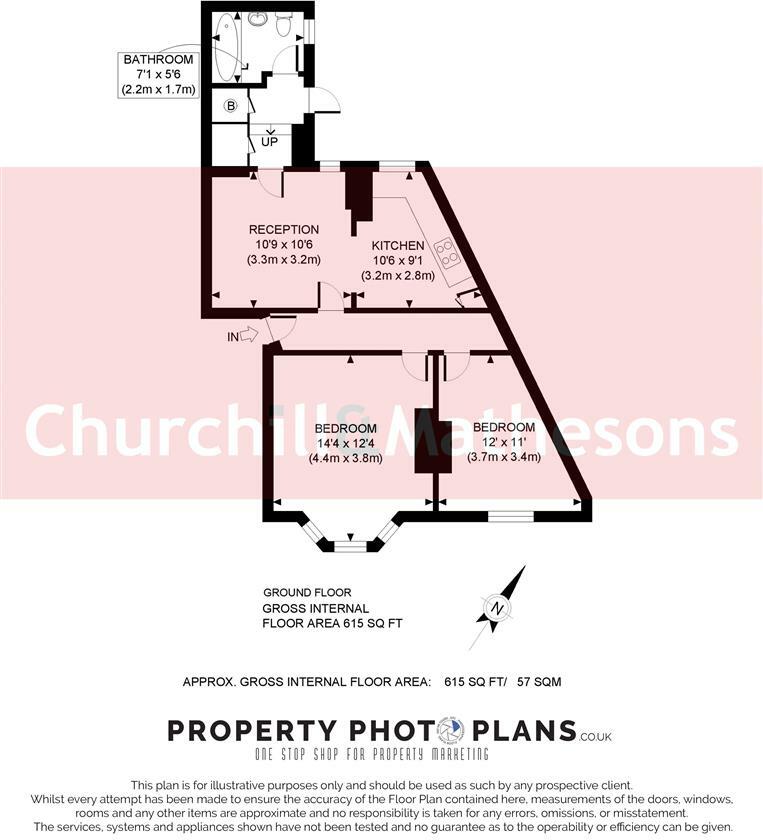 BATHROOM
7'1 x 5'6
(2.2m x 1.7m)
B
UP
RECEPTION
10'9 x 10'6
(3.3m x 3.2m)
KITCHEN
10'6 x 9'1
(3.2m x 2.8m)
IN
Churchill&Mathesons
BEDROOM
14'4 x 12'4
(4.4m x 3.8m)
BEDROOM
12' x 11'
(3.7m x 3.4m)
GROUND FLOOR
GROSS INTERNAL
FLOOR AREA 615 SQ FT
N
APPROX. GROSS INTERNAL FLOOR AREA: 615 SQ FT/ 57 SQM
PROPERTY PHOTO PLANS.CO.UK
ONE STOP SHOP FOR PROPERTY MARKETING
This plan is for illustrative purposes only and should be used as such by any prospective client.
Whilst every attempt has been made to ensure the accuracy of the Floor Plan contained here, measurements of the doors, windows,
rooms and any other items are approximate and no responsibility is taken for any errors, omissions, or misstatement.
The services, systems and appliances shown have not been tested and no guarantee as to the operability or efficiency can be given.